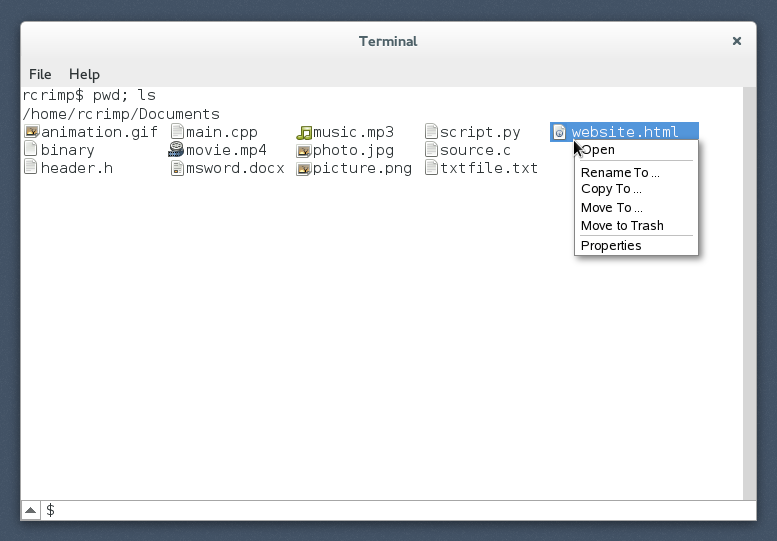 Terminal
File Help
rcrimp$ pwd; ls
/home/rcrimp/Documents
animation.gif main.cpp music.mp3 script.py website.html
binary movie.mp4 photo.jpg source.c
header.h msword.docx picture.png txtfile.txt
Open
Rename To ...
Copy To ...
Move To ...
Move to Trash
Properties
$